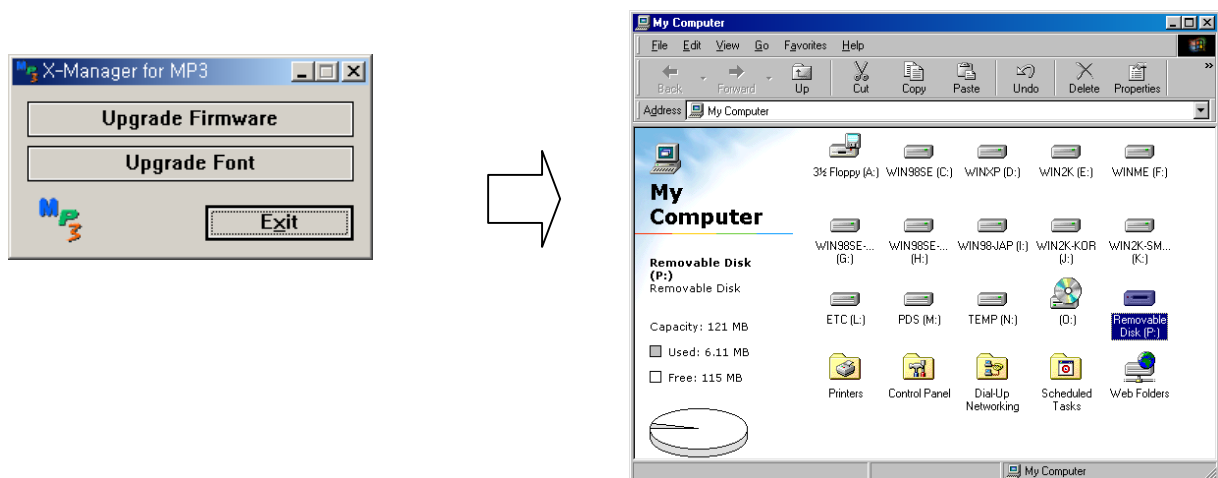 X-Manager for MP3
Upgrade Firmware
Upgrade Font
MP3
Exit
My Computer
File Edit View Go Favorites Help
Back Forward Up Cut Copy Paste Undo Delete Properties »
Address My Computer
My
Computer
Removable Disk
(P:)
Removable Disk
Capacity: 121 MB
Used: 6.11 MB
Free: 115 MB
3½ Floppy (A:) WIN98SE (C:) WINXP (D:) WIN2K (E:) WINME (F:)
WIN98SE-... WIN98SE-... WIN98-JAP (I:) WIN2K-KOR WIN2K-SM...
(G:) (H:) (J:) (K:)
ETC (L:) PDS (M:) TEMP (N:) (O:) Removable
Disk (P:)
Printers Control Panel Dial-Up Scheduled Web Folders
Networking Tasks
My Computer